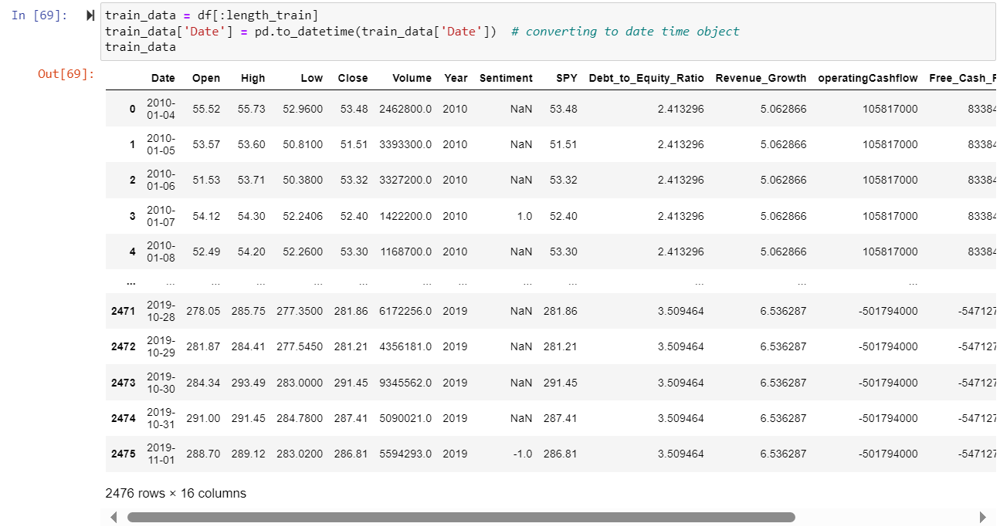 In [69]:
train_data = df[:length_train]
train_data['Date'] = pd.to_datetime(train_data['Date'])  # converting to date time object
train_data
Out[69]:
Date Open High Low Close Volume Year Sentiment SPY Debt_to_Equity_Ratio Revenue_Growth operatingCashflow Free_Cash_F
0 2010-01-04 55.52 55.73 52.9600 53.48 2462800.0 2010 NaN 53.48 2.413296 5.062866 105817000 83384
1 2010-01-05 53.57 53.60 50.8100 51.51 3393300.0 2010 NaN 51.51 2.413296 5.062866 105817000 83384
2 2010-01-06 51.53 53.71 50.3800 53.32 3327200.0 2010 NaN 53.32 2.413296 5.062866 105817000 83384
3 2010-01-07 54.12 54.30 52.2406 52.40 1422200.0 2010 1.0 52.40 2.413296 5.062866 105817000 83384
4 2010-01-08 52.49 54.20 52.2600 53.30 1168700.0 2010 NaN 53.30 2.413296 5.062866 105817000 83384
... ... ... ... ... ... ... ... ... ... ... ... ...
2471 2019-10-28 278.05 285.75 277.3500 281.86 6172256.0 2019 NaN 281.86 3.509464 6.536287 -501794000 -547127
2472 2019-10-29 281.87 284.41 277.5450 281.21 4356181.0 2019 NaN 281.21 3.509464 6.536287 -501794000 -547127
2473 2019-10-30 284.34 293.49 283.0000 291.45 9345562.0 2019 NaN 291.45 3.509464 6.536287 -501794000 -547127
2474 2019-10-31 291.00 291.45 284.7800 287.41 5090021.0 2019 NaN 287.41 3.509464 6.536287 -501794000 -547127
2475 2019-11-01 288.70 289.12 283.0200 286.81 5594293.0 2019 -1.0 286.81 3.509464 6.536287 -501794000 -547127
2476 rows × 16 columns